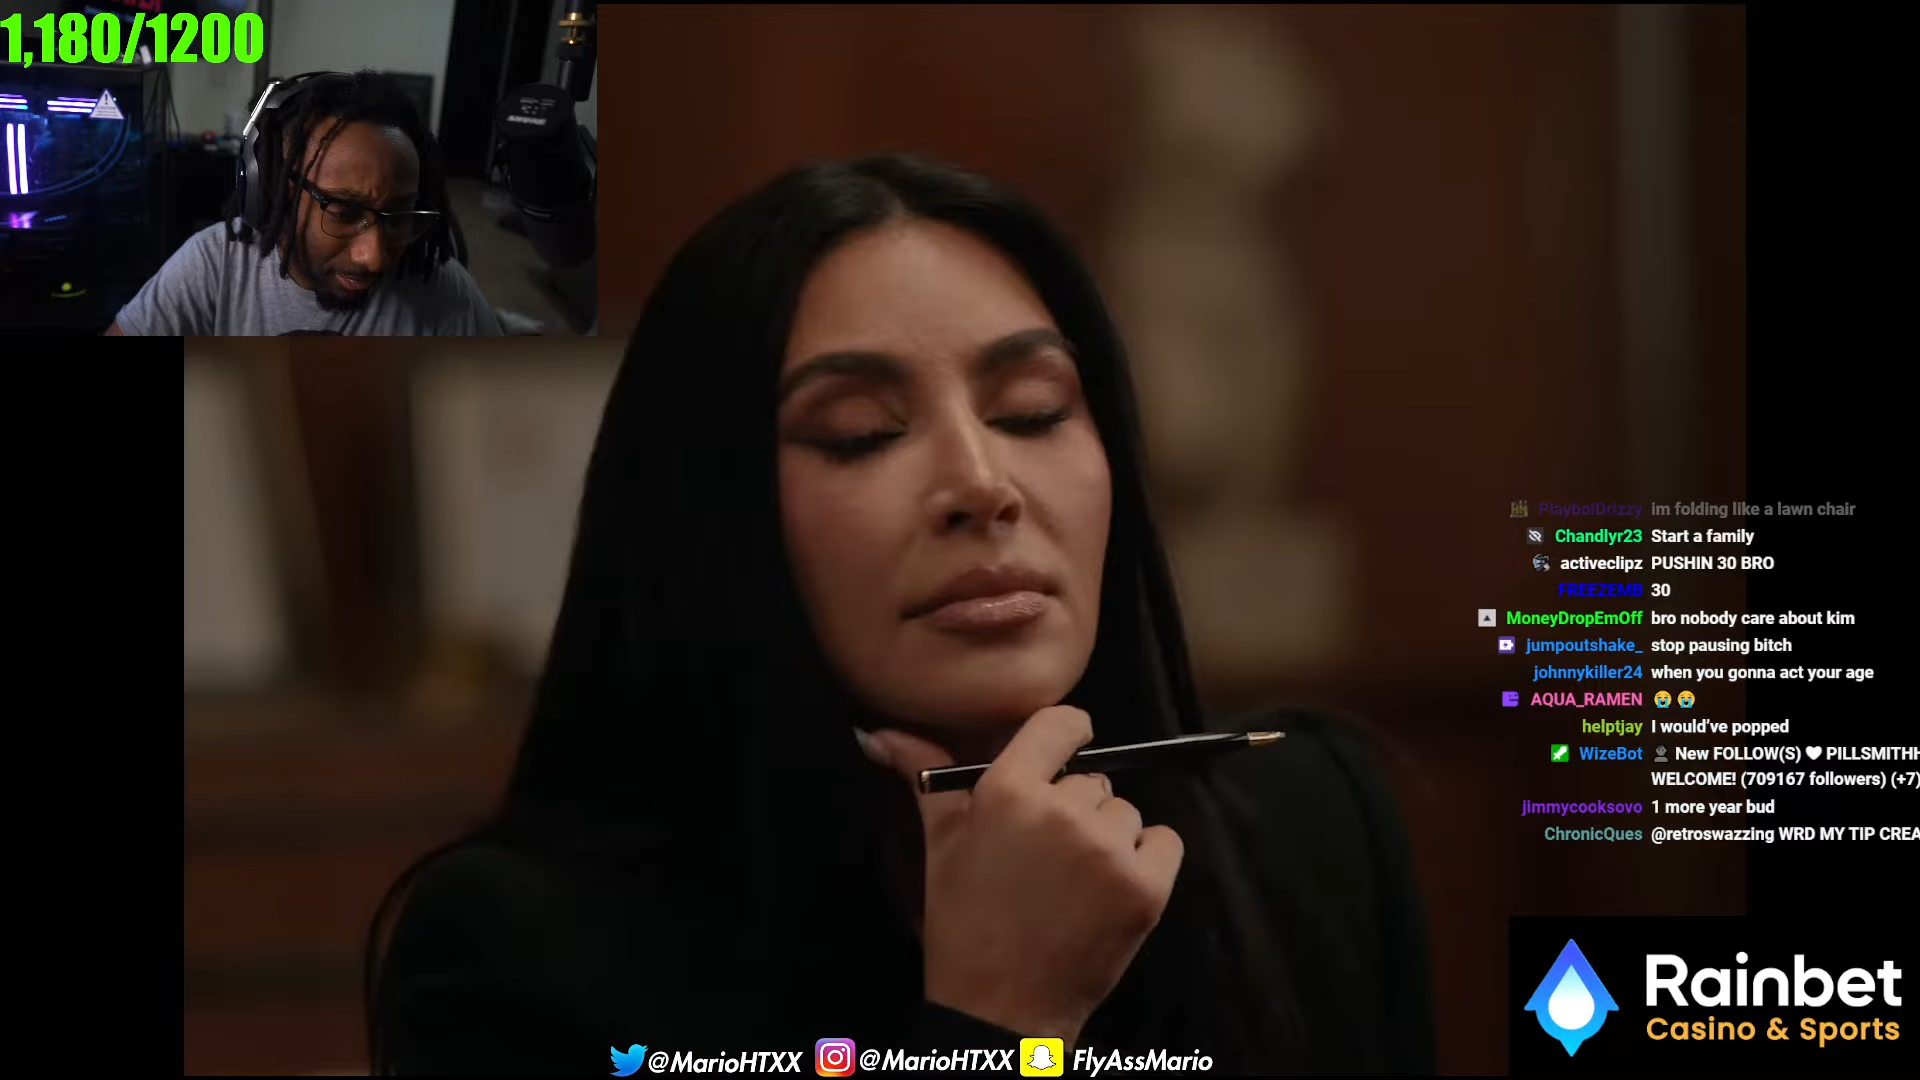 1,180/1200
PlayboiDrizzy im folding like a lawn chair
Chandlyr23 Start a family
activeclipz PUSHIN 30 BRO
FREEZEMB 30
MoneyDropEmOff bro nobody care about kim
jumpoutshake_ stop pausing bitch
johnnykiller24 when you gonna act your age
AQUA_RAMEN 😭 😭
helptjay I would've popped
WizeBot New FOLLOW(S) ♥ PILLSMITHH
WELCOME! (709167 followers) (+7)
jimmycooksovo 1 more year bud
ChronicQues @retroswazzing WRD MY TIP CREA
Rainbet
Casino & Sports
@MarioHTXX @MarioHTXX FlyAssMario